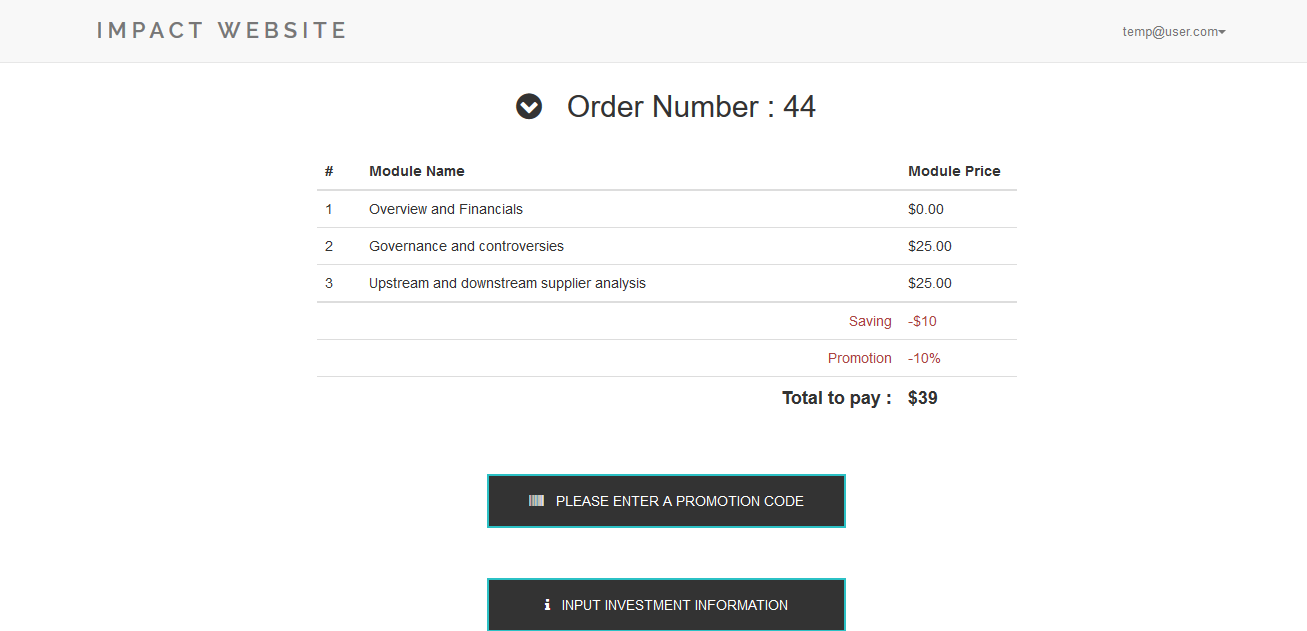 IMPACT WEBSITE
temp@user.com
Order Number : 44
# Module Name Module Price
1 Overview and Financials $0.00
2 Governance and controversies $25.00
3 Upstream and downstream supplier analysis $25.00
Saving -$10
Promotion -10%
Total to pay : $39
PLEASE ENTER A PROMOTION CODE
INPUT INVESTMENT INFORMATION